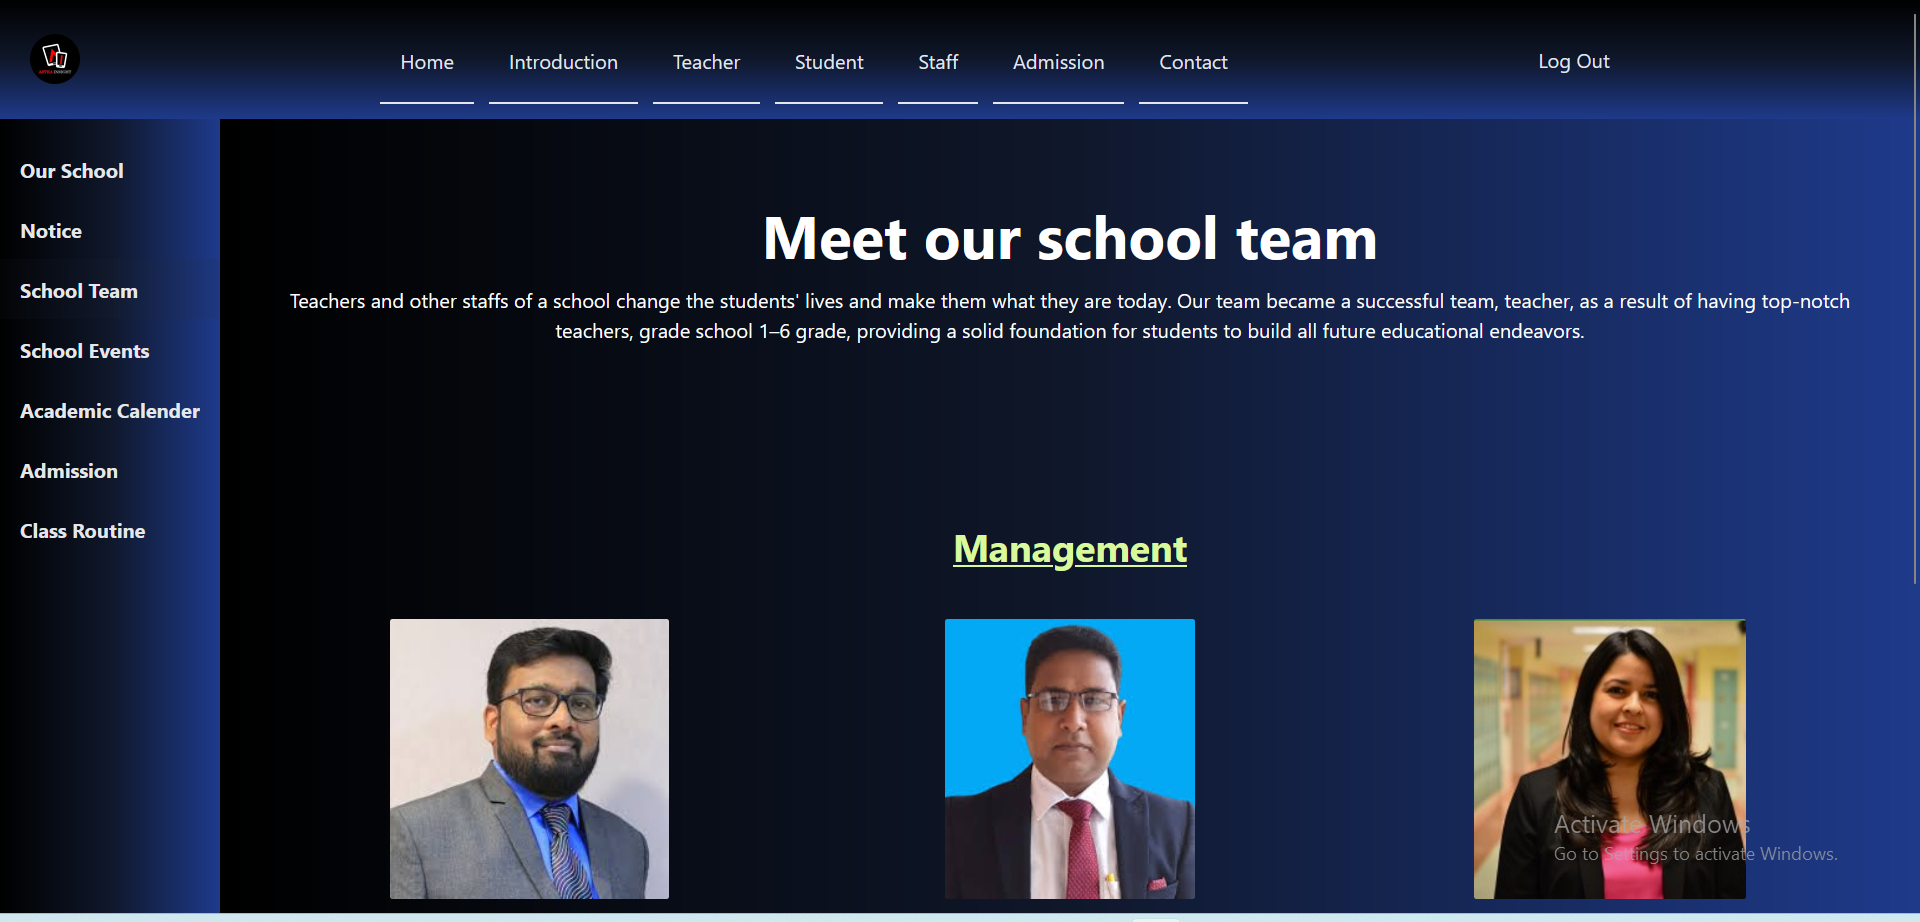 Home Introduction Teacher Student Staff Admission Contact Log Out
Our School
Notice
School Team
School Events
Academic Calender
Admission
Class Routine
Meet our school team
Teachers and other staffs of a school change the students' lives and make them what they are today. Our team became a successful team, teacher, as a result of having top-notch
teachers, grade school 1–6 grade, providing a solid foundation for students to build all future educational endeavors.
Management
Activate Windows
Go to Settings to activate Windows.